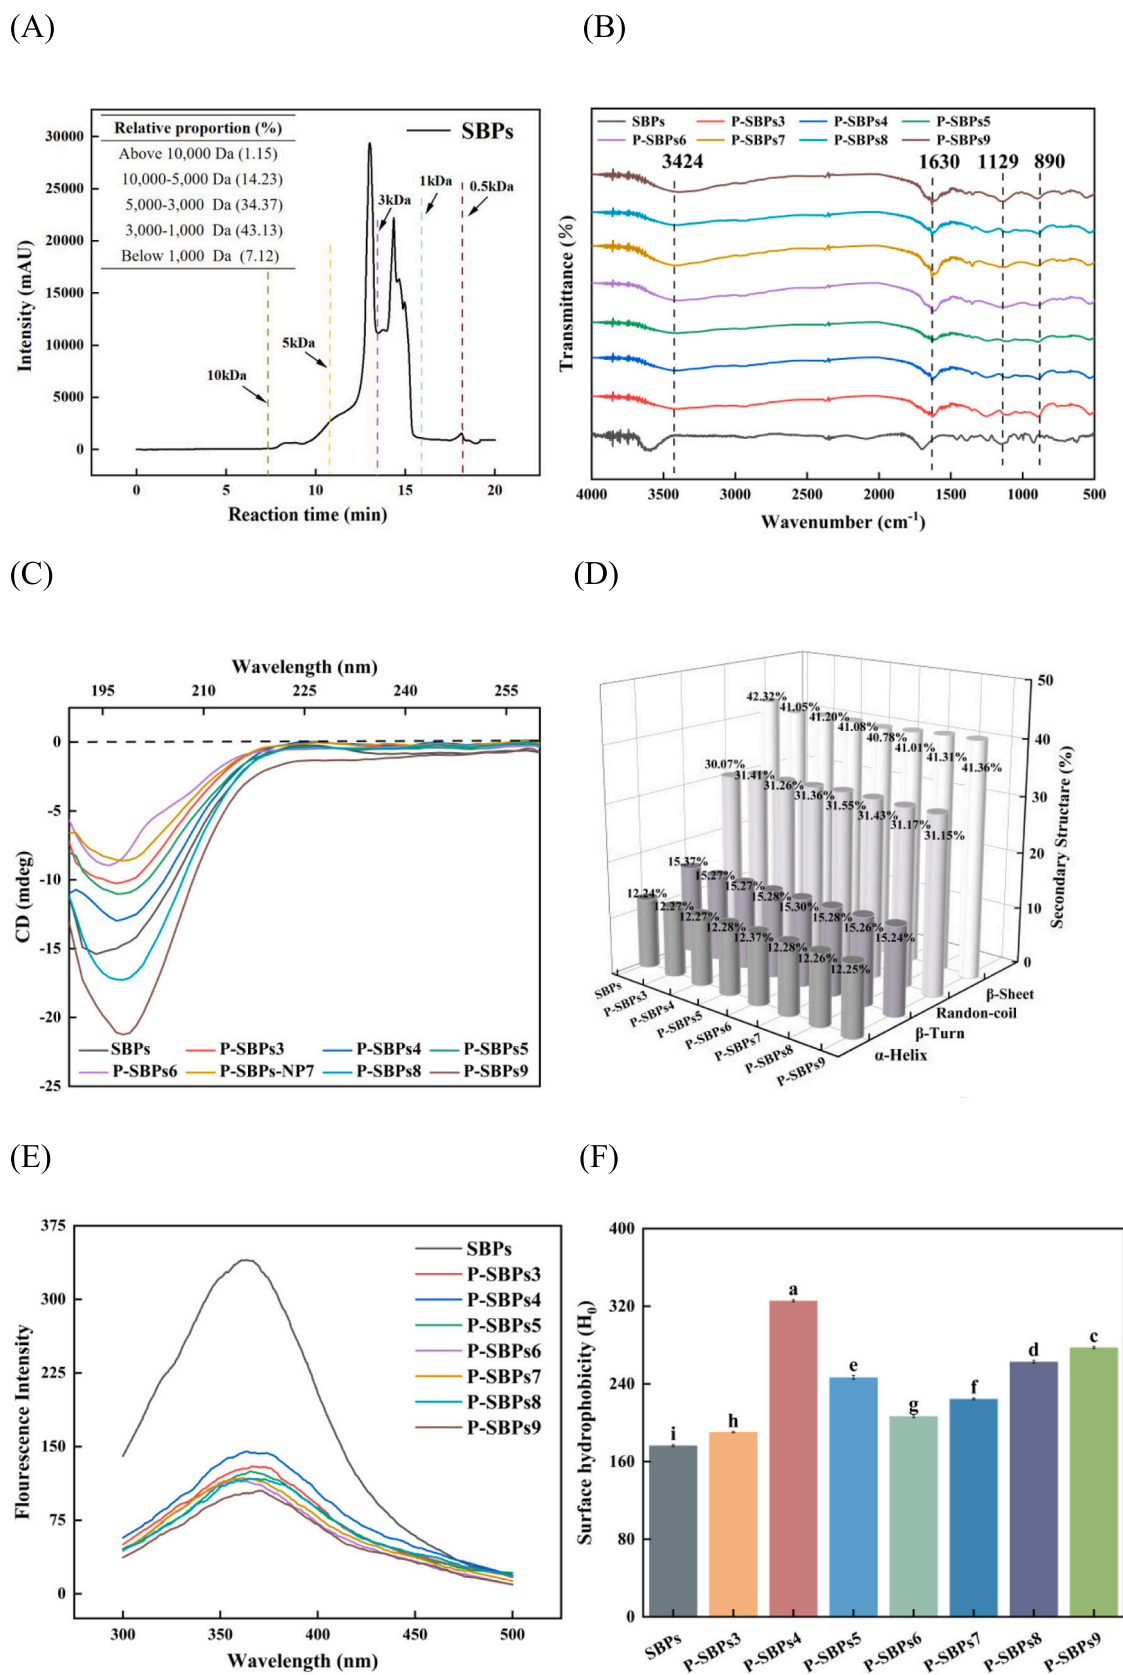 (A)
Relative proportion (%)
Above 10,000 Da (1.15)
10,000-5,000 Da (14.23)
5,000-3,000 Da (34.37)
3,000-1,000 Da (43.13)
Below 1,000 Da (7.12)
SBPs
10kDa
5kDa
3kDa
1kDa
0.5kDa
30000
25000
20000
15000
10000
5000
0
Intensity (mAU)
0 5 10 15 20
Reaction time (min)
(B)
SBPs P-SBPs3 P-SBPs4 P-SBPs5
P-SBPs6 P-SBPs7 P-SBPs8 P-SBPs9
3424 1630 1129 890
Transmittance (%)
4000 3500 3000 2500 2000 1500 1000 500
Wavenumber (cm-1)
(C)
Wavelength (nm)
195 210 225 240 255
0
-5
-10
-15
-20
-25
CD (mdeg)
SBPs P-SBPs3 P-SBPs4 P-SBPs5
P-SBPs6 P-SBPs-NP7 P-SBPs8 P-SBPs9
(D)
42.32% 41.05% 41.20% 41.08% 40.78% 41.01% 41.31% 41.36%
30.07% 31.41% 31.26% 31.36% 31.55% 31.43% 31.17% 31.15%
15.37% 15.27% 15.27% 15.28% 15.30% 15.28% 15.26% 15.24%
12.24% 12.27% 12.27% 12.28% 12.37% 12.28% 12.26% 12.25%
50
40
30
20
10
0
Secondary Structare (%)
SBPs P-SBPs3 P-SBPs4 P-SBPs5 P-SBPs6 P-SBPs7 P-SBPs8 P-SBPs9
β-Sheet
Randon-coil
β-Turn
α-Helix
(E)
375
300
225
150
75
0
Flourescence Intensity
SBPs
P-SBPs3
P-SBPs4
P-SBPs5
P-SBPs6
P-SBPs7
P-SBPs8
P-SBPs9
300 350 400 450 500
Wavelength (nm)
(F)
400
320
240
160
80
0
Surface hydrophobicity (H0)
i h a e g f d c
SBPs P-SBPs3 P-SBPs4 P-SBPs5 P-SBPs6 P-SBPs7 P-SBPs8 P-SBPs9